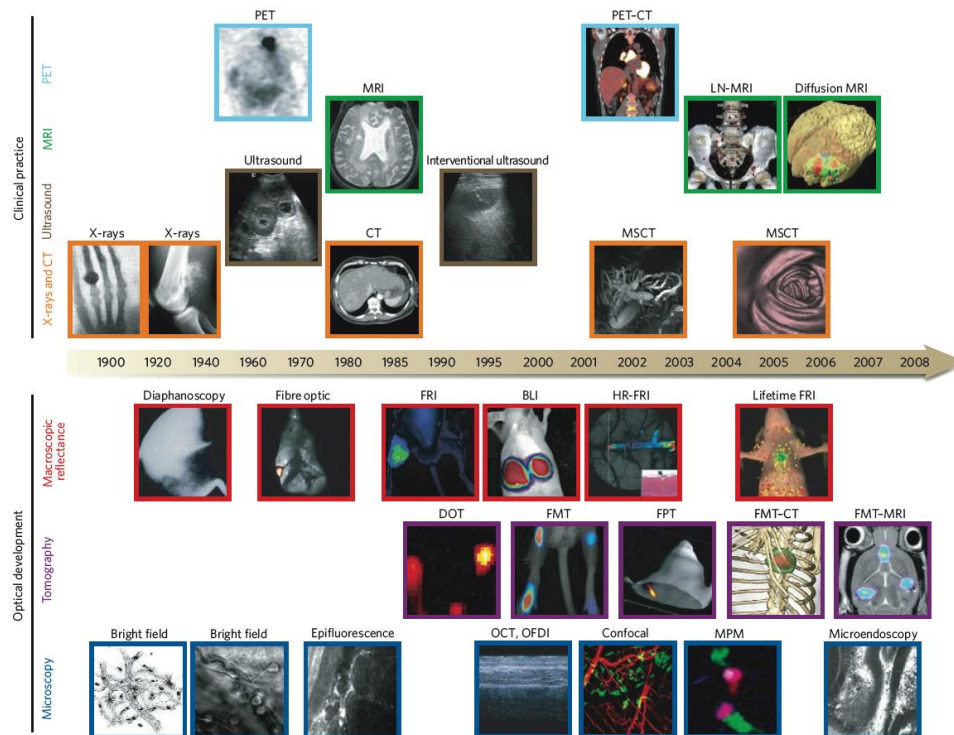 PET
PET–CT
PET
MRI
LN-MRI
Diffusion MRI
MRI
Clinical practice
Ultrasound
Interventional ultrasound
Ultrasound
X-rays
X-rays
CT
MSCT
MSCT
X-rays and CT
1900 1920 1940 1960 1970 1980 1985 1990 1995 2000 2001 2002 2003 2004 2005 2006 2007 2008
Diaphanoscopy
Fibre optic
FRI
BLI
HR-FRI
Lifetime FRI
Macroscopic
reflectance
DOT
FMT
FPT
FMT–CT
FMT–MRI
Tomography
Optical development
Bright field
Bright field
Epifluorescence
OCT, OFDI
Confocal
MPM
Microendoscopy
Microscopy